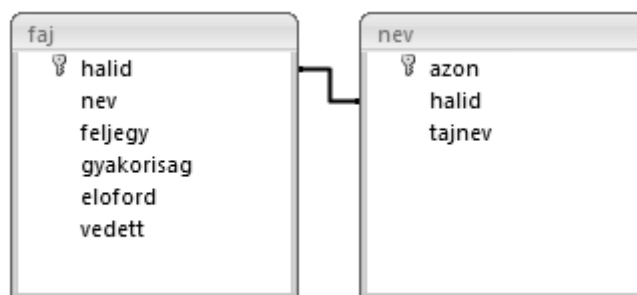 faj
halid
nev
feljegy
gyakorisag
eloford
vedett
nev
azon
halid
tajnev